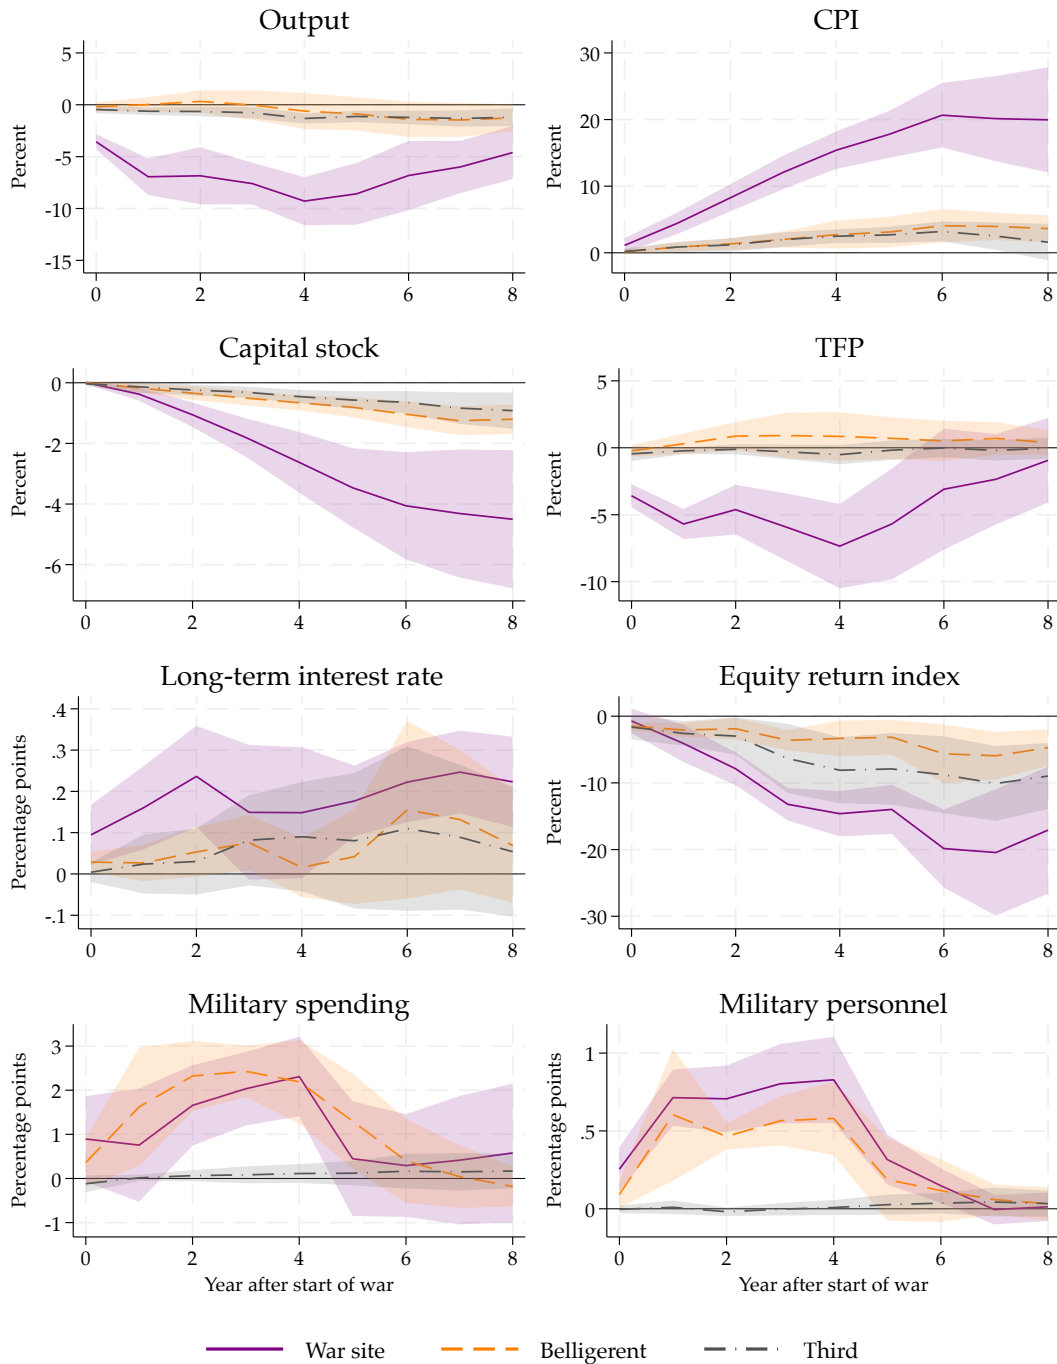 Output
CPI
Percent
5
0
-5
-10
-15
0 2 4 6 8
Percent
30
20
10
0
0 2 4 6 8
Capital stock
TFP
Percent
0
-2
-4
-6
0 2 4 6 8
Percent
5
0
-5
-10
0 2 4 6 8
Long-term interest rate
Equity return index
Percentage points
.4
.3
.2
.1
0
-.1
0 2 4 6 8
Percent
0
-10
-20
-30
0 2 4 6 8
Military spending
Military personnel
Percentage points
3
2
1
0
-1
0 2 4 6 8
Year after start of war
Percentage points
1
.5
0
0 2 4 6 8
Year after start of war
War site Belligerent Third